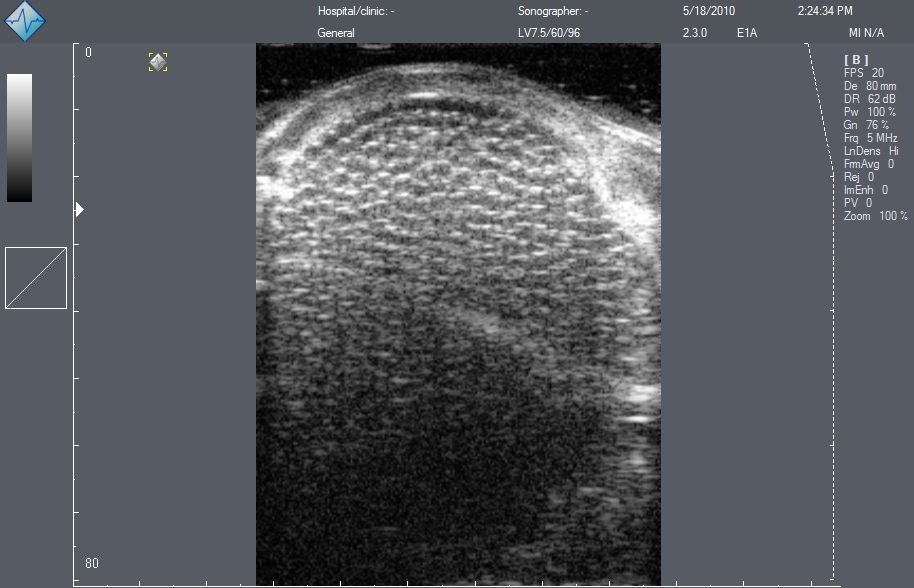 Hospital/clinic: - Sonographer: - 5/18/2010 2:24:34 PM
General LV7.5/60/96 2.3.0 E1A MI N/A
0
[ B ]
FPS 20
De 80 mm
DR 62 dB
Pw 100 %
Gn 76 %
Frq 5 MHz
LnDens Hi
FrmAvg 0
Rej 0
ImEnh 0
PV 0
Zoom 100 %
80